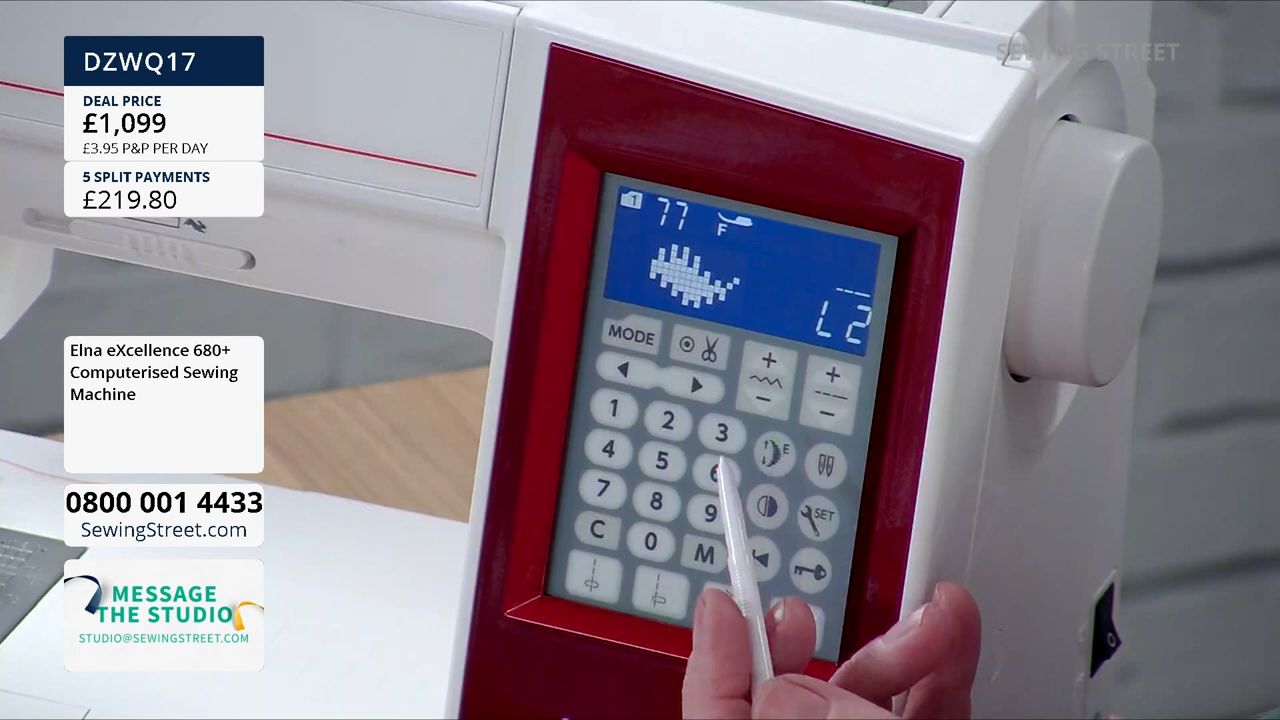 DZWQ17
DEAL PRICE
£1,099
£3.95 P&P PER DAY
5 SPLIT PAYMENTS
£219.80
Elna eXcellence 680+
Computerised Sewing
Machine
0800 001 4433
SewingStreet.com
MESSAGE
THE STUDIO
STUDIO@SEWINGSTREET.COM
SEWING STREET
1 77 F
L2
MODE
+ +
- -
1 2 3
E
4 5 6
7 8 9
SET
C 0 M